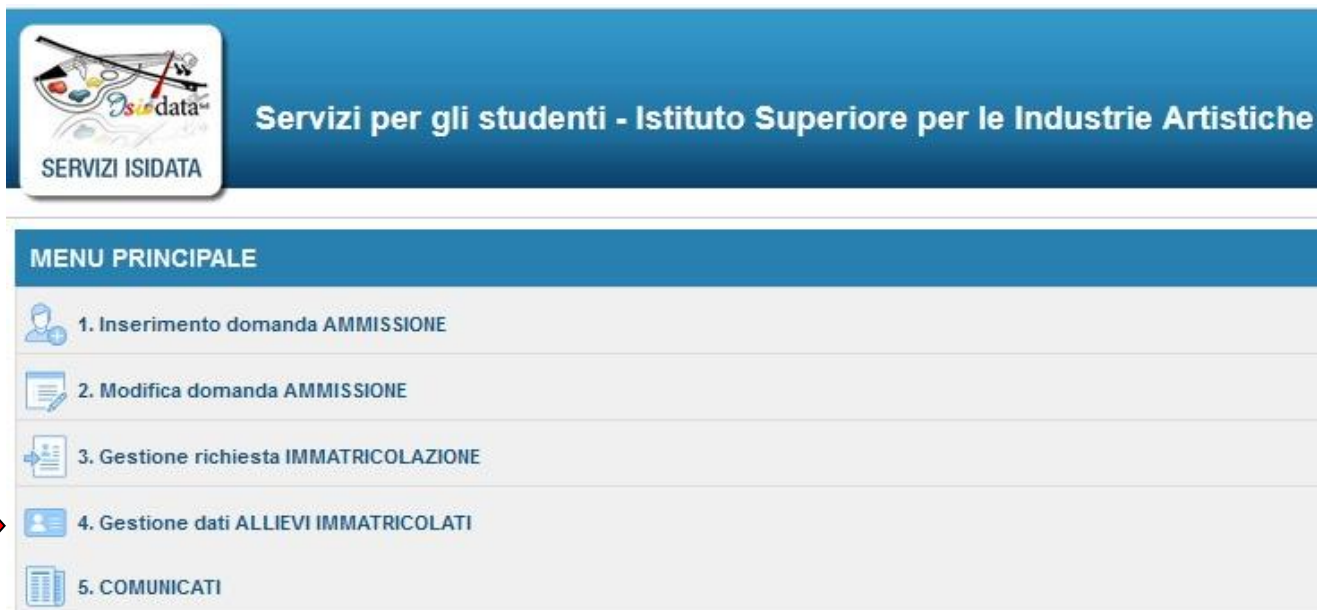 Isidata
SERVIZI ISIDATA
Servizi per gli studenti - Istituto Superiore per le Industrie Artistiche
MENU PRINCIPALE
1. Inserimento domanda AMMISSIONE
2. Modifica domanda AMMISSIONE
3. Gestione richiesta IMMATRICOLAZIONE
4. Gestione dati ALLIEVI IMMATRICOLATI
5. COMUNICATI